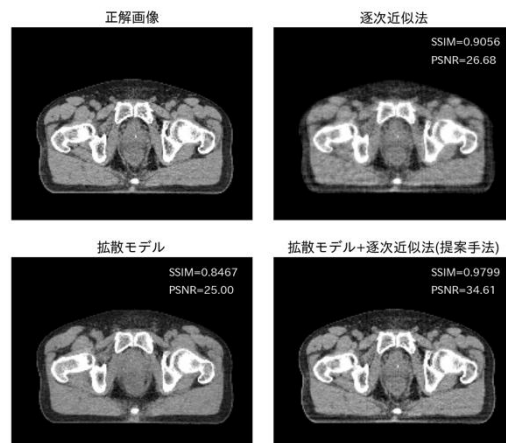 正解画像
逐次近似法
SSIM=0.9056
PSNR=26.68
拡散モデル
SSIM=0.8467
PSNR=25.00
拡散モデル+逐次近似法(提案手法)
SSIM=0.9799
PSNR=34.61